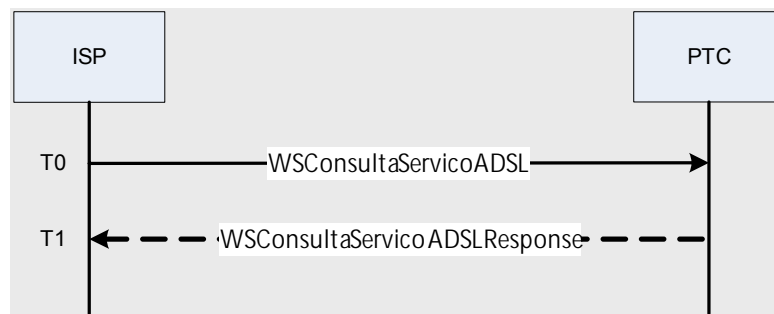 ISP
PTC
T0
WSConsultaServicoADSL
T1
WSConsultaServicoADSLResponse